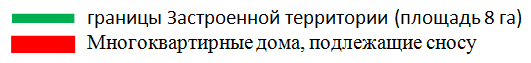 границы Застроенной территории (площадь 8 га)
Многоквартирные дома, подлежащие сносу